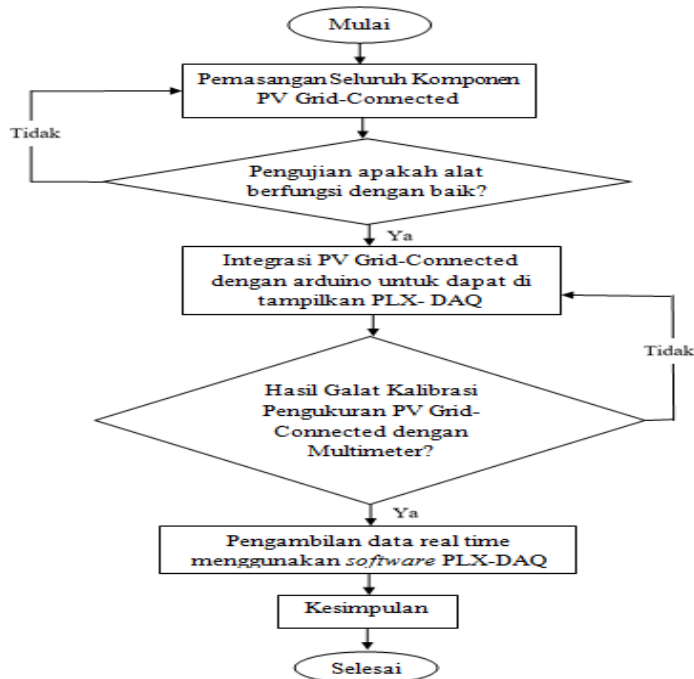 Mulai
Pemasangan Seluruh Komponen
PV Grid-Connected
Tidak
Pengujian apakah alat
berfungsi dengan baik?
Ya
Integrasi PV Grid-Connected
dengan arduino untuk dapat di
tampilkan PLX- DAQ
Tidak
Hasil Galat Kalibrasi
Pengukuran PV Grid-
Connected dengan
Multimeter?
Ya
Pengambilan data real time
menggunakan software PLX-DAQ
Kesimpulan
Selesai